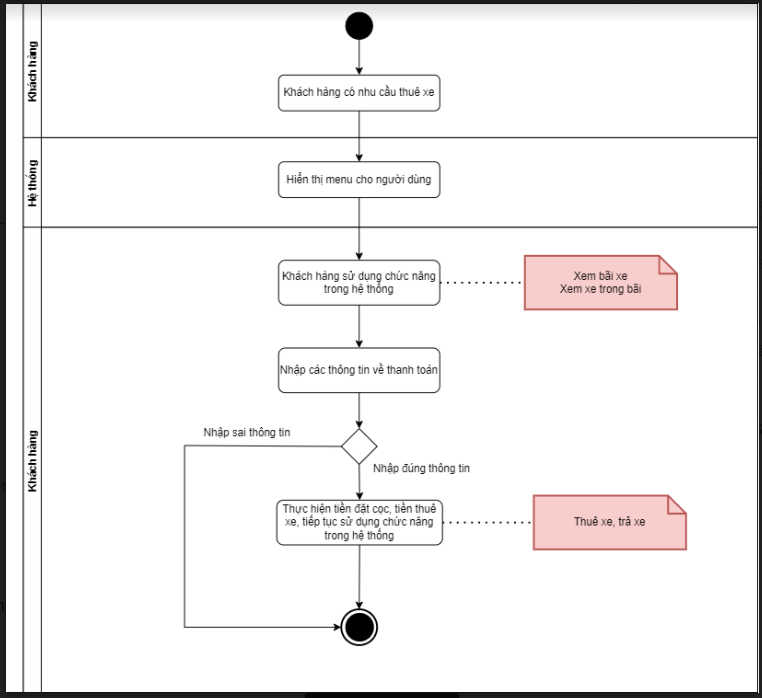 Khách hàng
Khách hàng có nhu cầu thuê xe
Hệ thống
Hiển thị menu cho người dùng
Khách hàng
Khách hàng sử dụng chức năng
trong hệ thống
Xem bãi xe
Xem xe trong bãi
Nhập các thông tin về thanh toán
Nhập sai thông tin
Nhập đúng thông tin
Thực hiện tiền đặt cọc, tiền thuê
xe, tiếp tục sử dụng chức năng
trong hệ thống
Thuê xe, trả xe